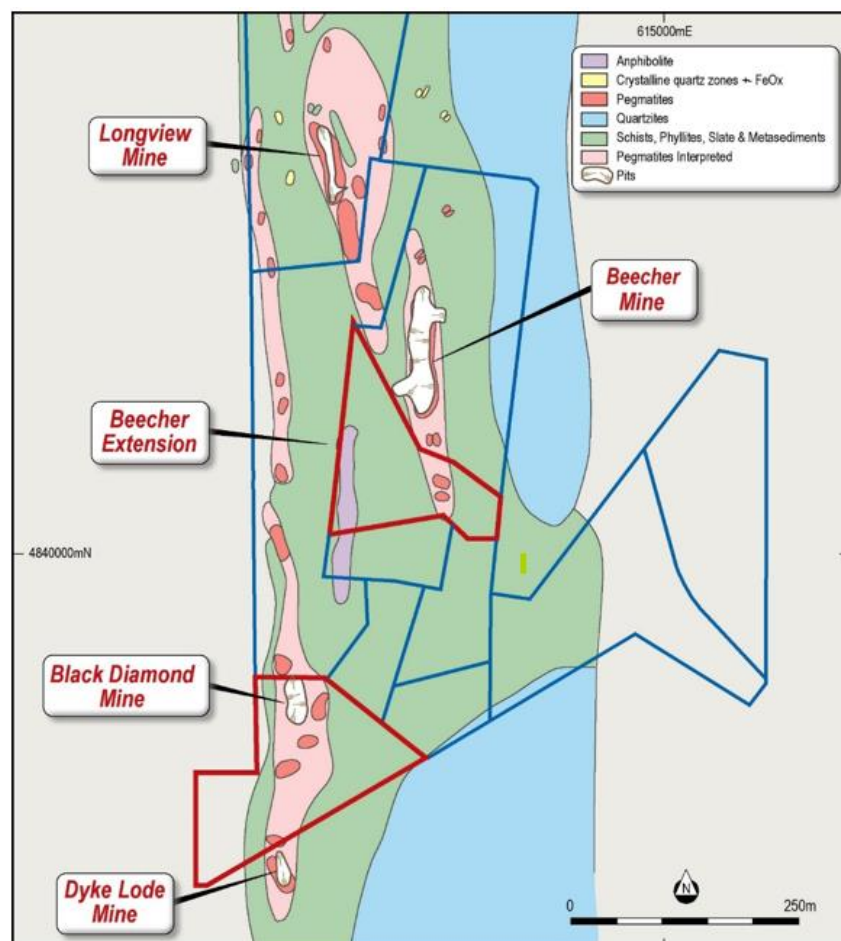 615000mE
Anphibolite
Crystalline quartz zones +- FeOx
Pegmatites
Quartzites
Schists, Phyllites, Slate & Metasediments
Pegmatites Interpreted
Pits
Longview
Mine
Beecher
Mine
Beecher
Extension
4840000mN
Black Diamond
Mine
Dyke Lode
Mine
N
0
250m